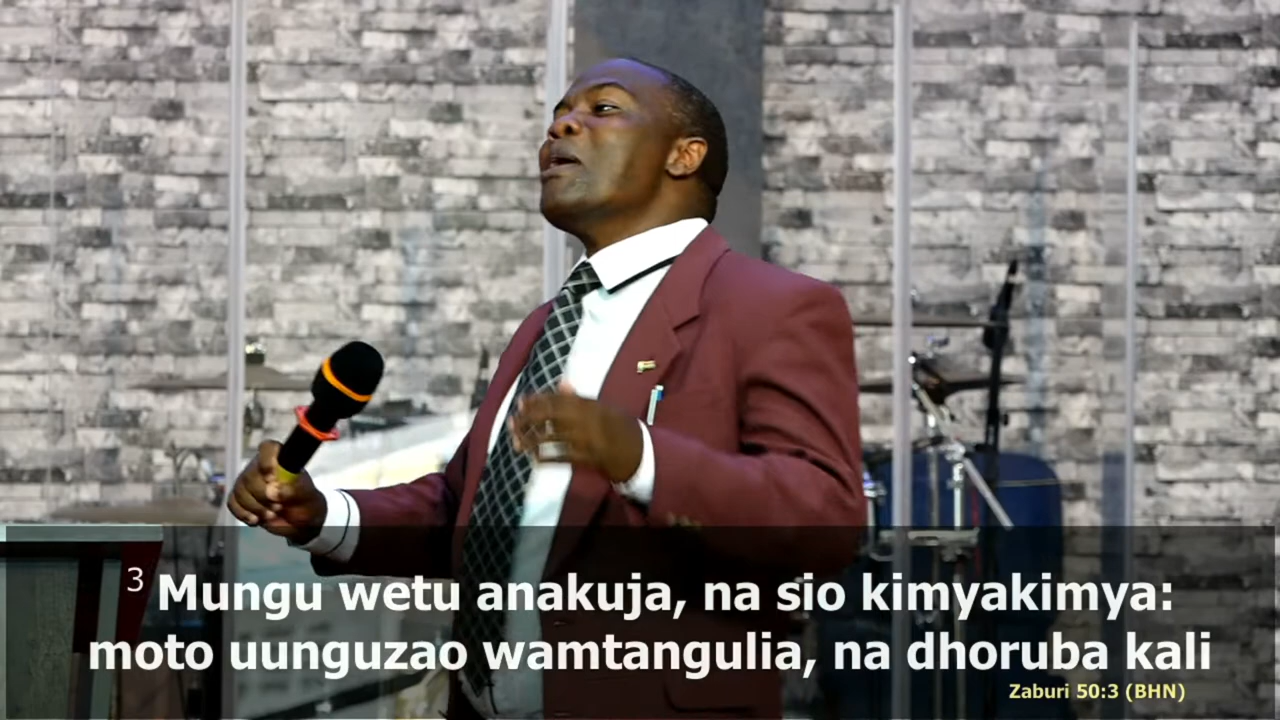 3 Mungu wetu anakuja, na sio kimyakimya:
moto uunguzao wamtangulia, na dhoruba kali
Zaburi 50:3 (BHN)